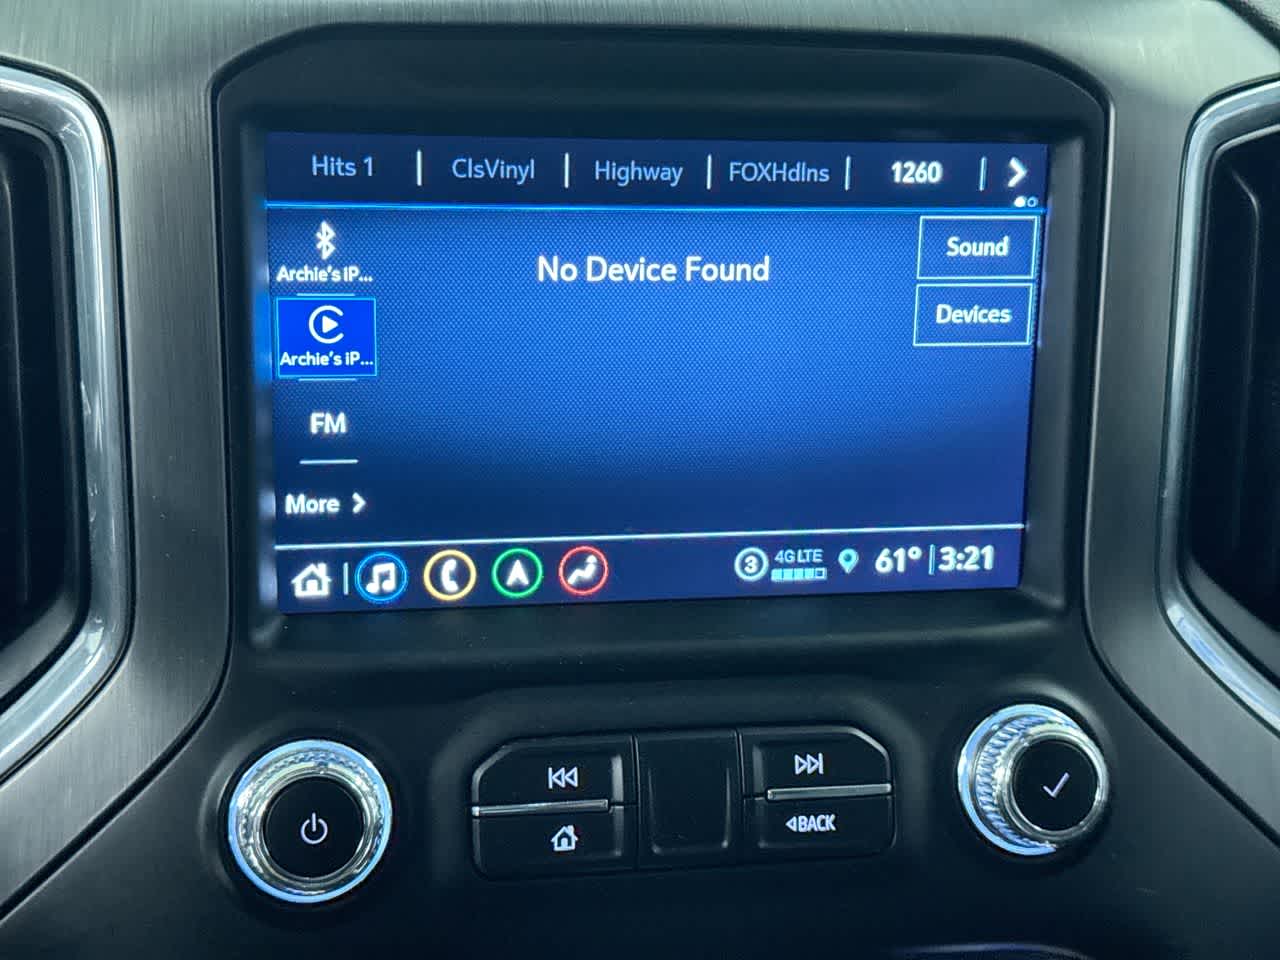 Hits 1
ClsVinyl
Highway
FOXHdlns
1260
Archie's iP...
No Device Found
Sound
Archie's iP...
Devices
FM
More
3
4G LTE
61°
3:21
BACK